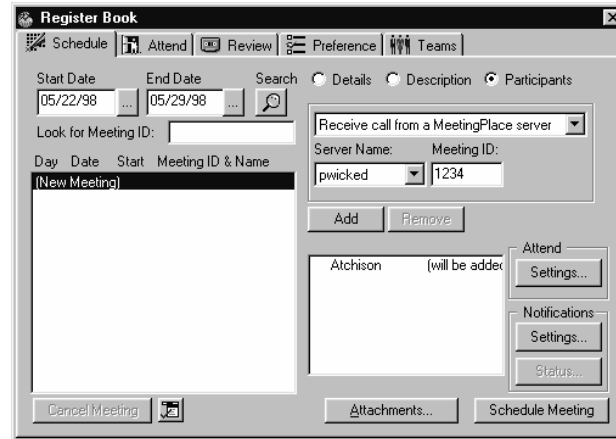 Register Book
Schedule Attend Review Preference Teams
Start Date End Date Search
05/22/98 ... 05/29/98 ...
Look for Meeting ID:
Day Date Start Meeting ID & Name
(New Meeting)
Cancel Meeting
Details Description Participants
Receive call from a MeetingPlace server
Server Name: Meeting ID:
pwicked 1234
Add Remove
Atchison (will be added
Attend
Settings...
Notifications
Settings...
Status...
Attachments... Schedule Meeting